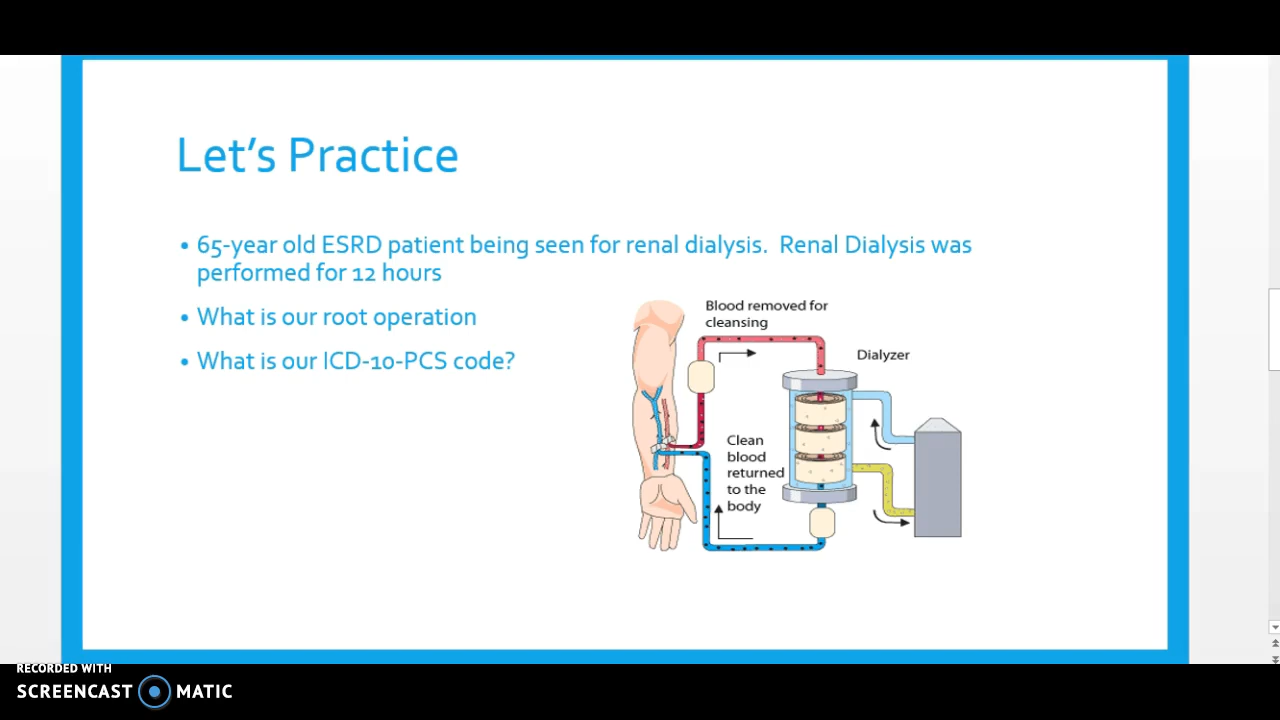 Let's Practice
• 65-year old ESRD patient being seen for renal dialysis.  Renal Dialysis was
performed for 12 hours
• What is our root operation
• What is our ICD-10-PCS code?
Blood removed for
cleansing
Dialyzer
Clean
blood
returned
to the
body
RECORDED WITH
SCREENCAST MATIC